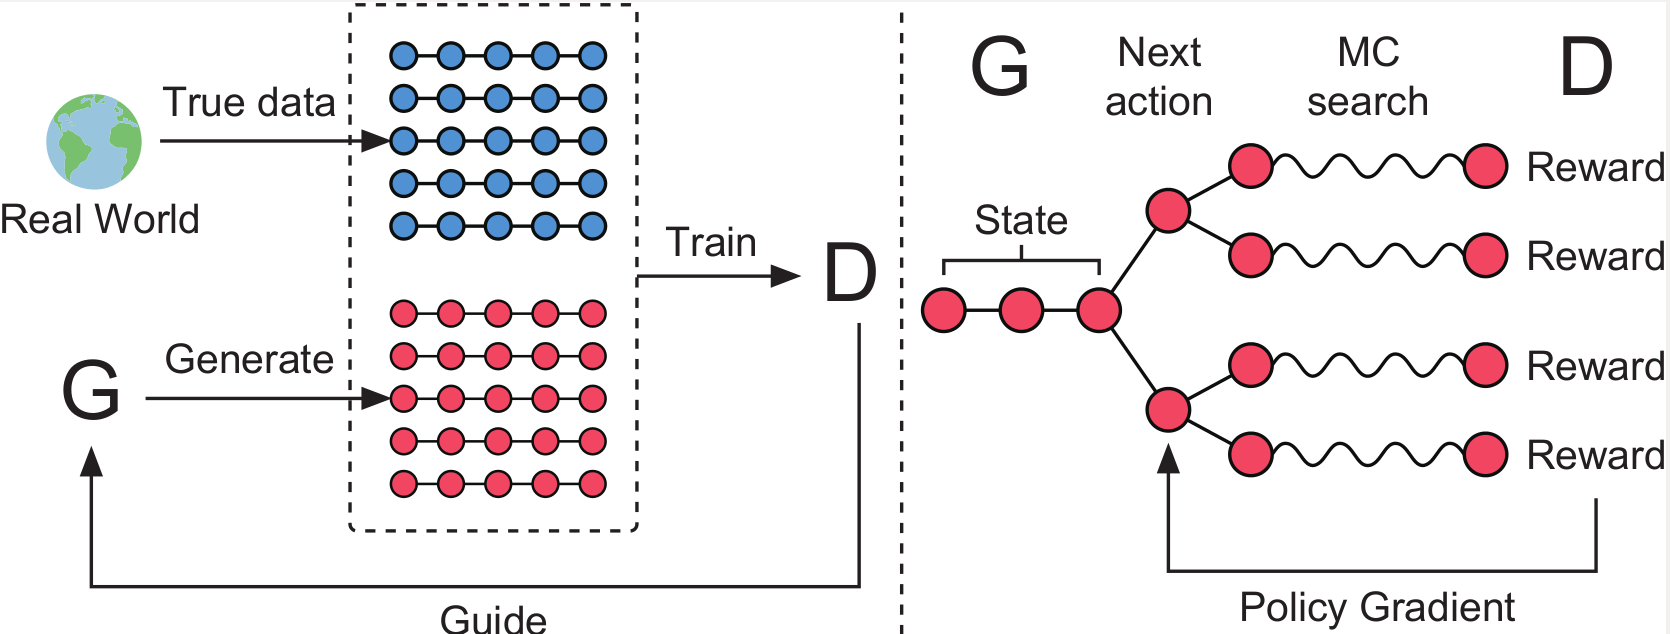 True data
Real World
Generate
G
Train
D
Guide
G
Next
action
MC
search
D
State
Reward
Reward
Reward
Reward
Policy Gradient